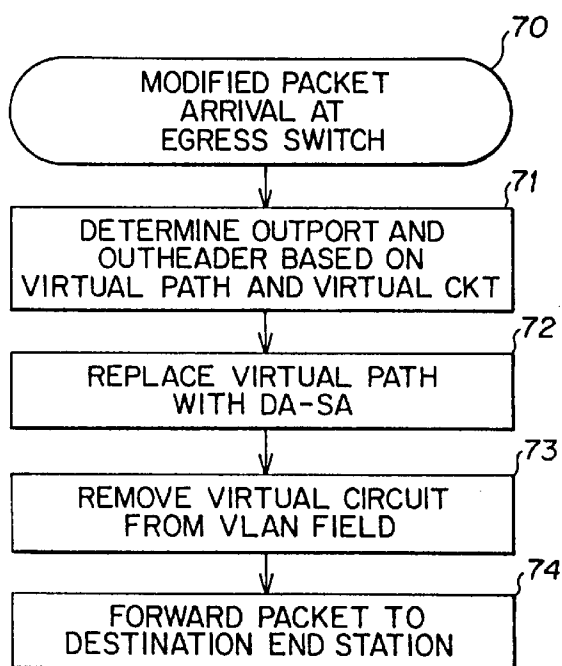 70
MODIFIED PACKET
ARRIVAL AT
EGRESS SWITCH
71
DETERMINE OUTPORT AND
OUTHEADER BASED ON
VIRTUAL PATH AND VIRTUAL CKT
72
REPLACE VIRTUAL PATH
WITH DA-SA
73
REMOVE VIRTUAL CIRCUIT
FROM VLAN FIELD
74
FORWARD PACKET TO
DESTINATION END STATION